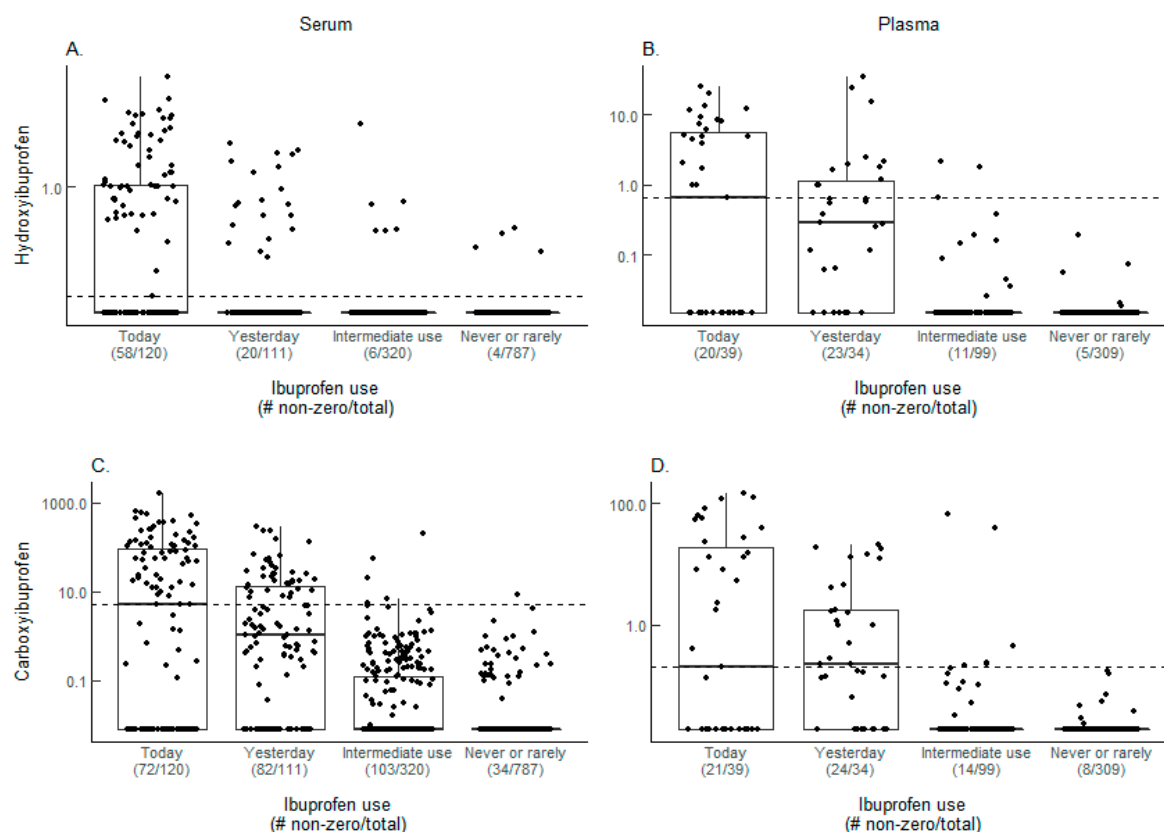 Serum
Plasma
A.
B.
Hydroxyibuprofen
1.0
10.0
1.0
0.1
Today
(58/120)
Yesterday
(20/111)
Intermediate use
(6/320)
Never or rarely
(4/787)
Today
(20/39)
Yesterday
(23/34)
Intermediate use
(11/99)
Never or rarely
(5/309)
Ibuprofen use
(# non-zero/total)
Ibuprofen use
(# non-zero/total)
C.
D.
Carboxyibuprofen
1000.0
10.0
0.1
100.0
1.0
Today
(72/120)
Yesterday
(82/111)
Intermediate use
(103/320)
Never or rarely
(34/787)
Today
(21/39)
Yesterday
(24/34)
Intermediate use
(14/99)
Never or rarely
(8/309)
Ibuprofen use
(# non-zero/total)
Ibuprofen use
(# non-zero/total)